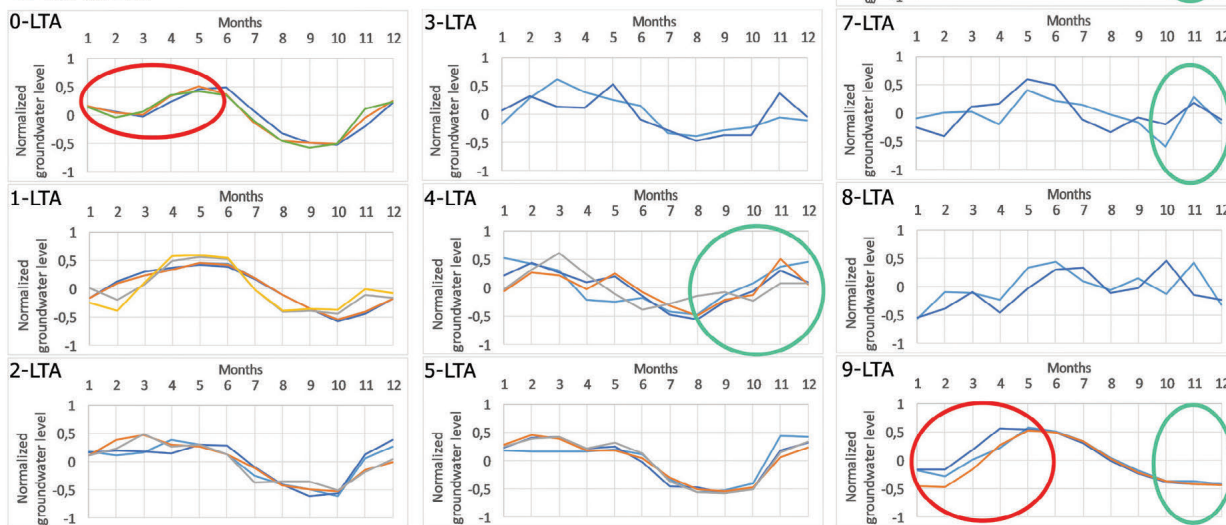 grou
0-LTA
Months
1 2 3 4 5 6 7 8 9 10 11 12
Normalized
groundwater level)
1
0,5
0
-0,5
-1
3-LTA
Months
1 2 3 4 5 6 7 8 9 10 11 12
Normalized
groundwater level)
1
0,5
0
-0,5
-1
7-LTA
Months
1 2 3 4 5 6 7 8 9 10 11 12
Normalized
groundwater level)
1
0,5
0
-0,5
-1
1-LTA
Months
1 2 3 4 5 6 7 8 9 10 11 12
Normalized
groundwater level)
1
0,5
0
-0,5
-1
4-LTA
Months
1 2 3 4 5 6 7 8 9 10 11 12
Normalized
groundwater level)
1
0,5
0
-0,5
-1
8-LTA
Months
1 2 3 4 5 6 7 8 9 10 11 12
Normalized
groundwater level)
1
0,5
0
-0,5
-1
2-LTA
Months
1 2 3 4 5 6 7 8 9 10 11 12
Normalized
groundwater level)
1
0,5
0
-0,5
-1
5-LTA
Months
1 2 3 4 5 6 7 8 9 10 11 12
Normalized
groundwater level)
1
0,5
0
-0,5
-1
9-LTA
Months
1 2 3 4 5 6 7 8 9 10 11 12
Normalized
groundwater level)
1
0,5
0
-0,5
-1